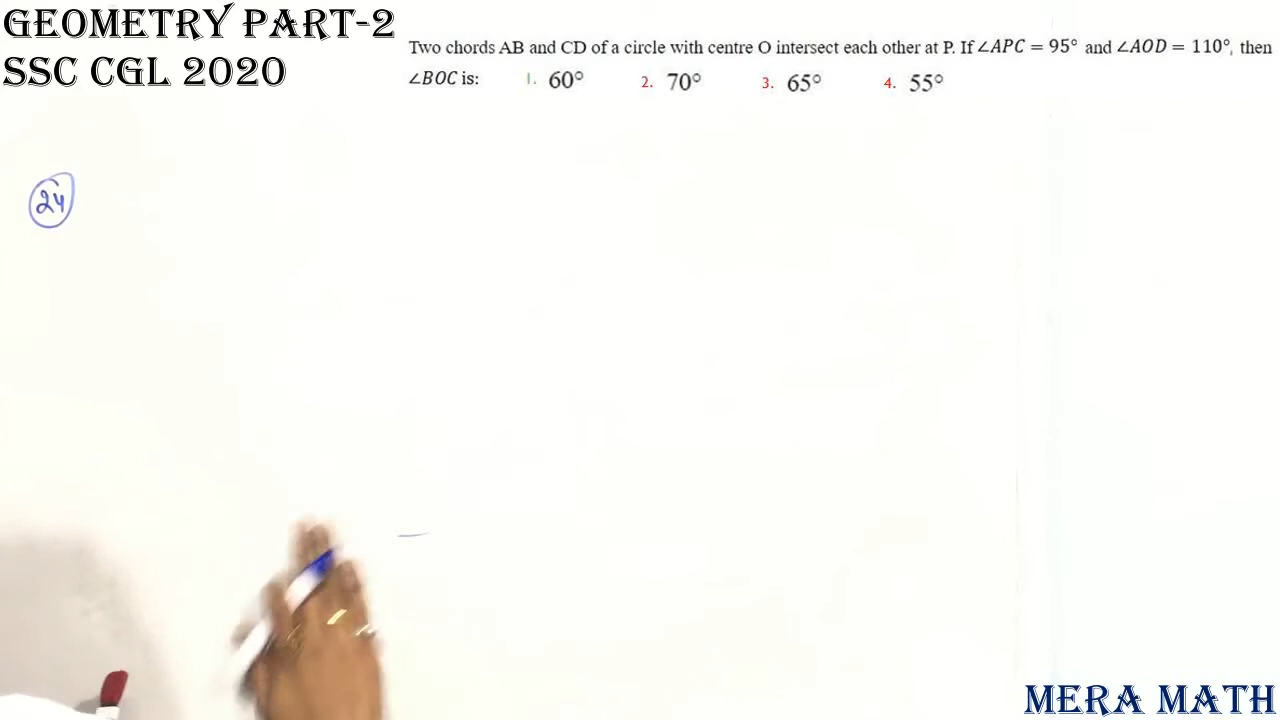 GEOMETRY PART-2
SSC CGL 2020
Two chords AB and CD of a circle with centre O intersect each other at P. If ∠APC = 95° and ∠AOD = 110°, then
∠BOC is: 1. 60° 2. 70° 3. 65° 4. 55°
24
MERA MATH